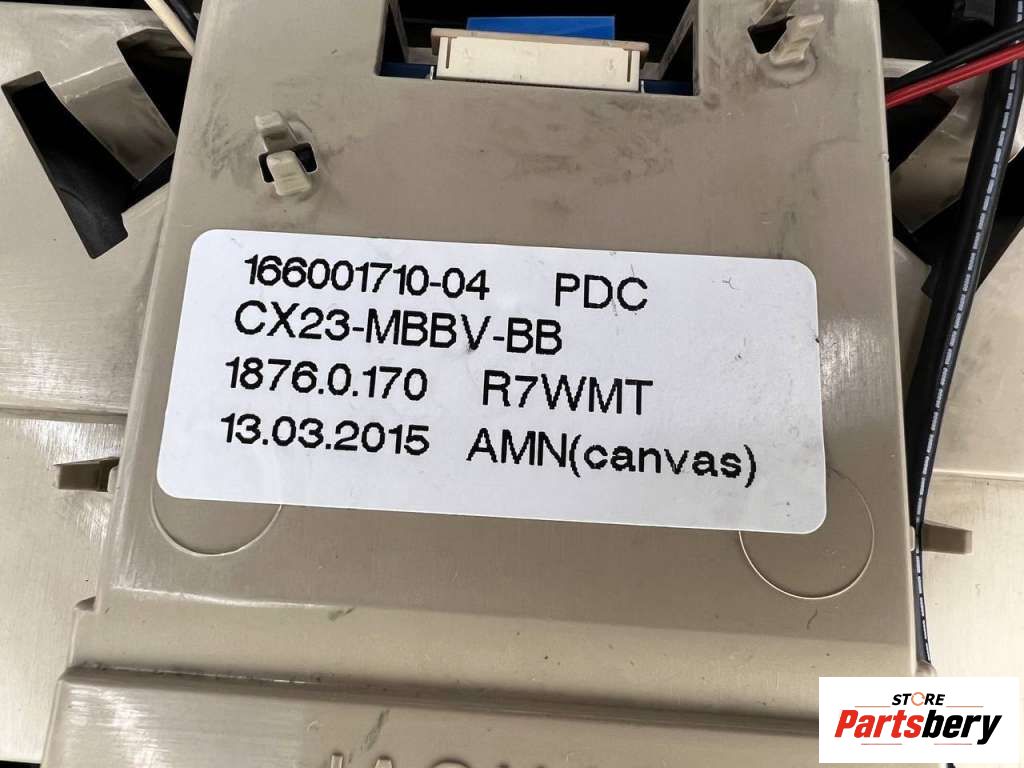 166001710-04 PDC
CX23-MBBV-BB
1876.0.170 R7WMT
13.03.2015 AMN(canvas)
STORE
Partsbery